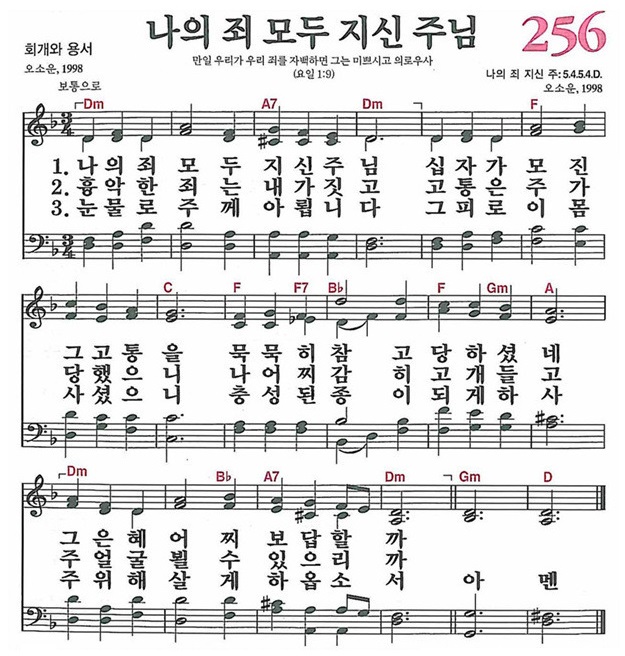 나의 죄 모두 지신 주님
256
회개와 용서
만일 우리가 우리 죄를 자백하면 그는 미쁘시고 의로우사
(요일 1:9)
오소운, 1998
나의 죄 지신 주: 5.4.5.4.D.
보통으로
오소운, 1998
Dm A7 Dm F
1. 나 의 죄 모 두 지 신 주 님 십 자 가 모 진
2. 흉 악 한 죄 는 내 가 짓 고 고 통 은 주 가
3. 눈 물 로 주 께 아 룁 니 다 그 피 로 이 몸
C F F7 B♭ F Gm A
그 고 통 을 묵 묵 히 참 고 당 하 셨 네
당 했 으 니 나 어 찌 감 히 고 개 들 고
사 셨 으 니 충 성 된 종 이 되 게 하 사
Dm B♭ A7 Dm Gm D
그 은 혜 어 찌 보 답 할 까
주 얼 굴 뵐 수 있 으 리 까
주 위 해 살 게 하 옵 소 서 아 멘